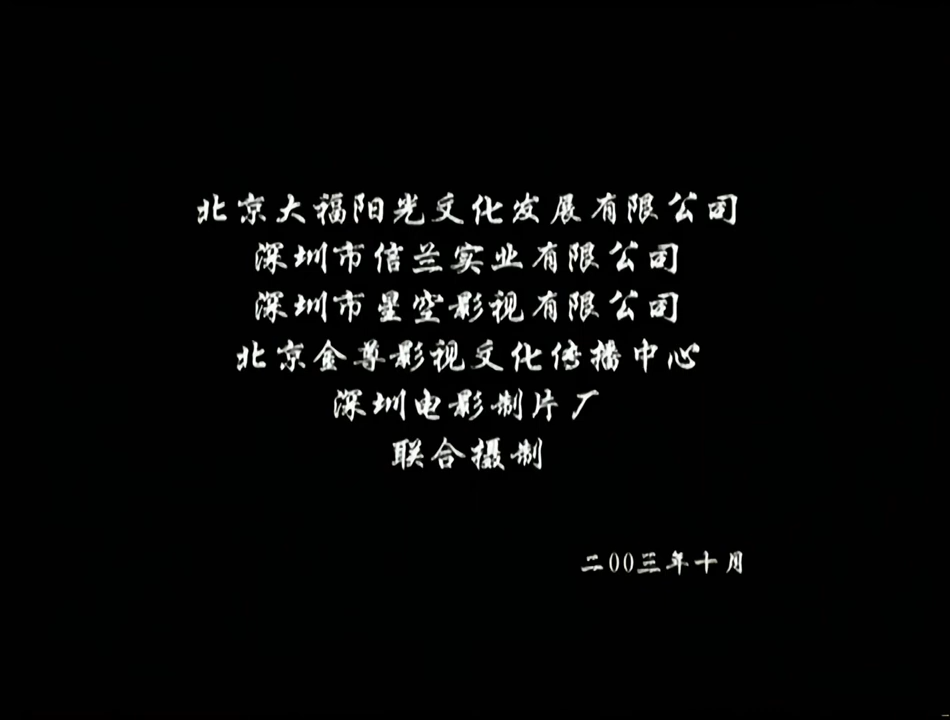 北京大福阳光文化发展有限公司
深圳市信兰实业有限公司
深圳市星空影视有限公司
北京金尊影视文化传播中心
深圳电影制片厂
联合摄制
二00三年十月